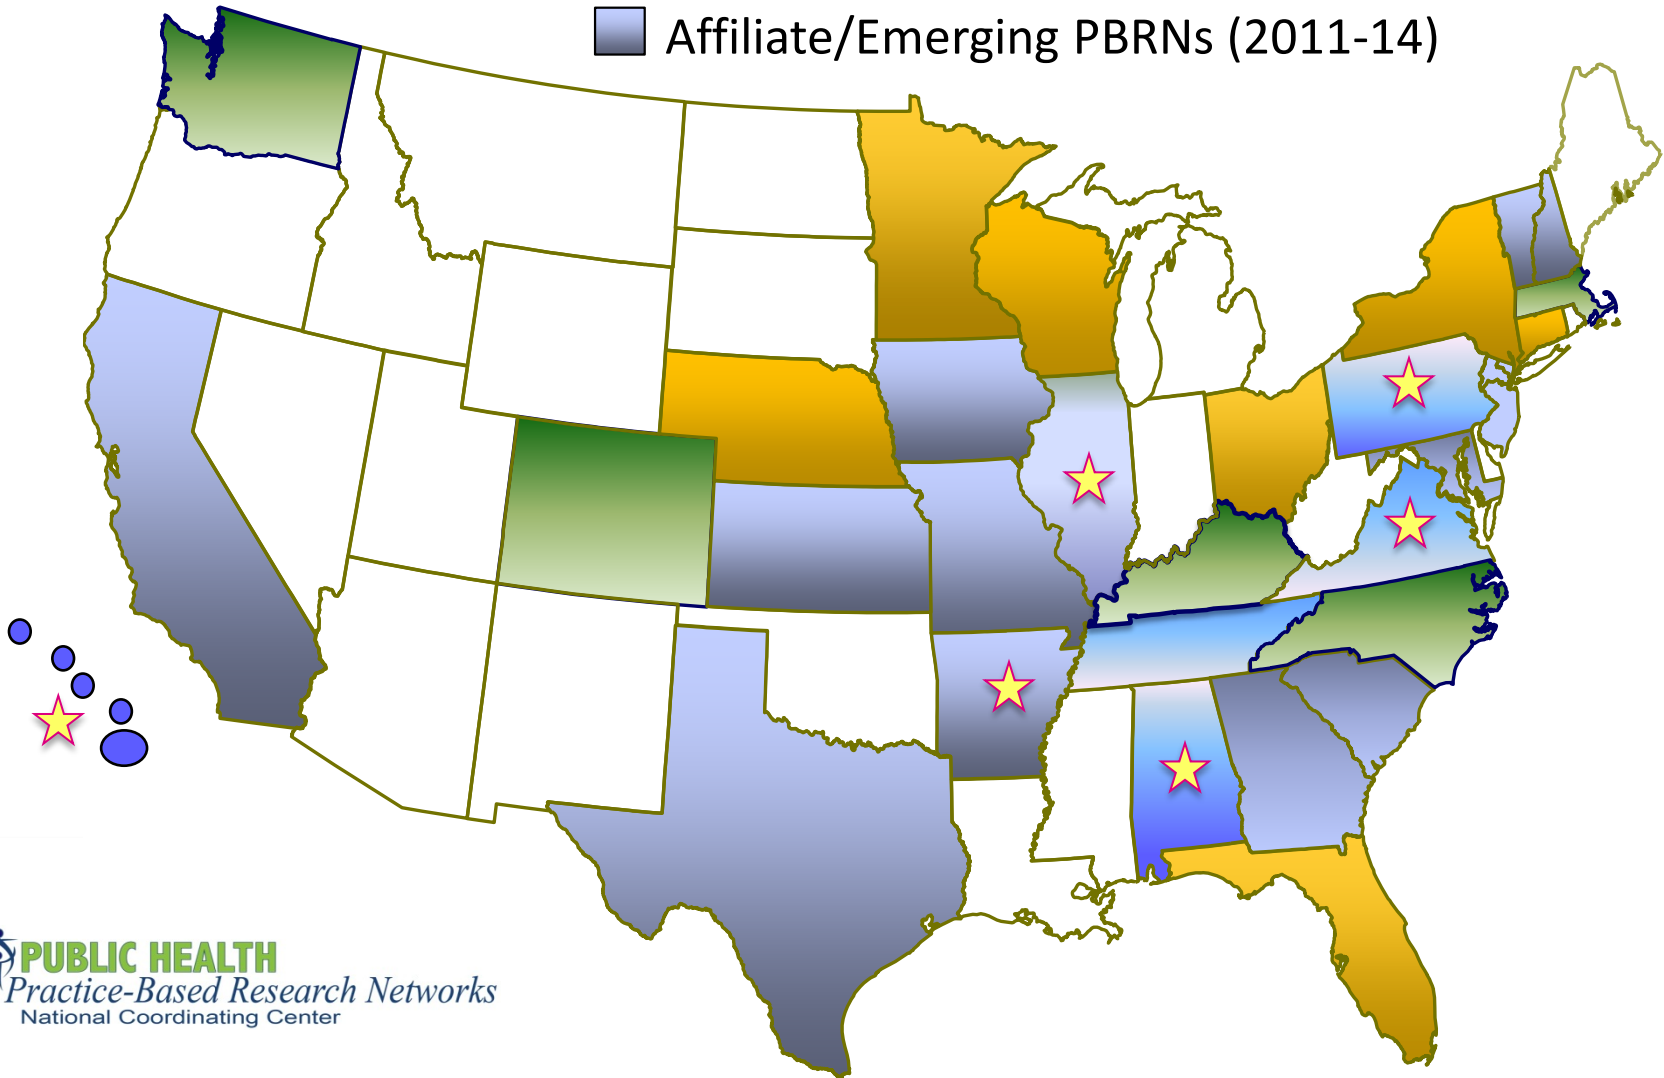 Affiliate/Emerging PBRNs (2011-14)
PUBLIC HEALTH
Practice-Based Research Networks
National Coordinating Center